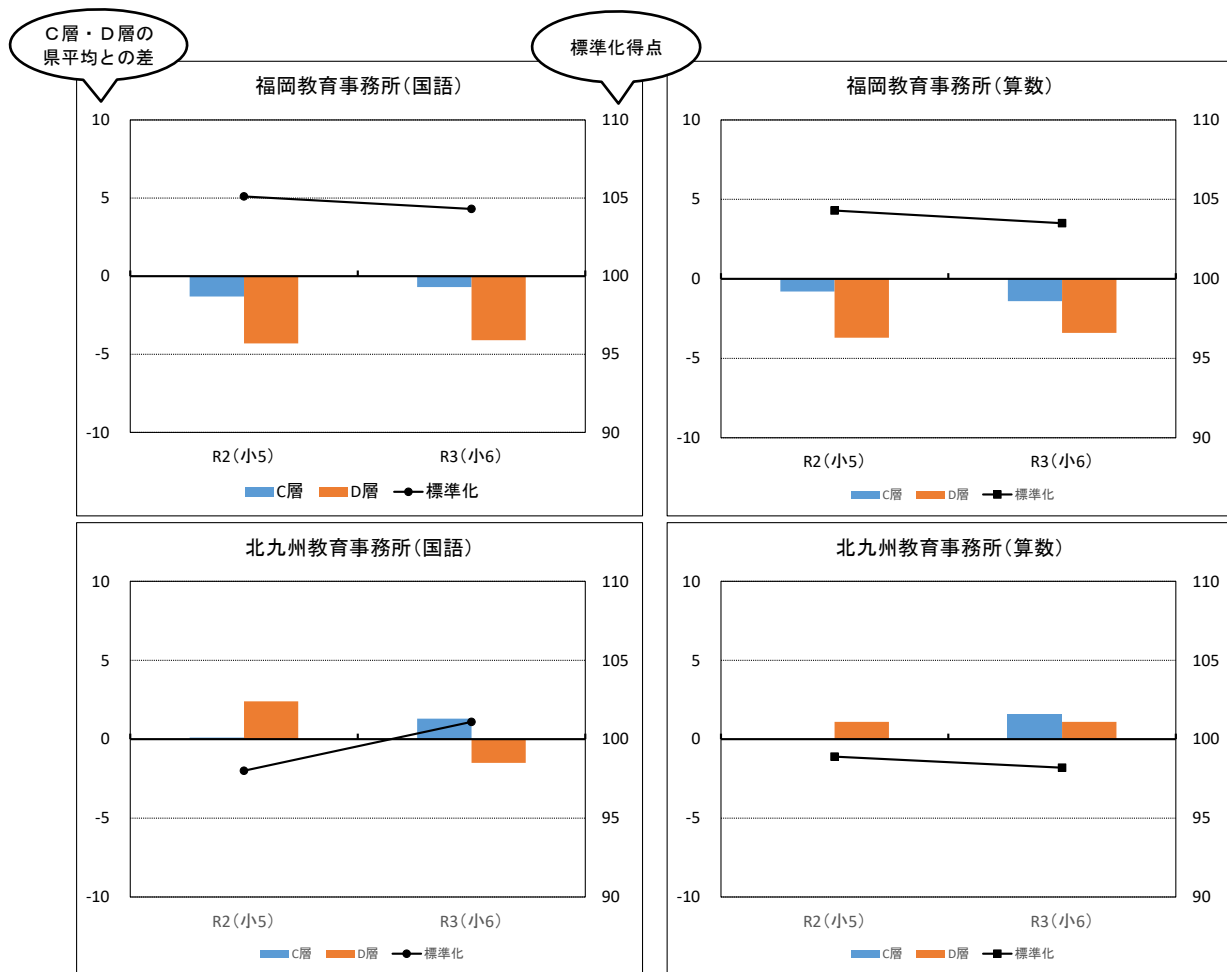 C層・D層の
県平均との差
標準化得点
福岡教育事務所(国語)
10
5
0
-5
-10
110
105
100
95
90
R2(小5)
R3(小6)
C層
D層
標準化
福岡教育事務所(算数)
10
5
0
-5
-10
110
105
100
95
90
R2(小5)
R3(小6)
C層
D層
標準化
北九州教育事務所(国語)
10
5
0
-5
-10
110
105
100
95
90
R2(小5)
R3(小6)
C層
D層
標準化
北九州教育事務所(算数)
10
5
0
-5
-10
110
105
100
95
90
R2(小5)
R3(小6)
C層
D層
標準化